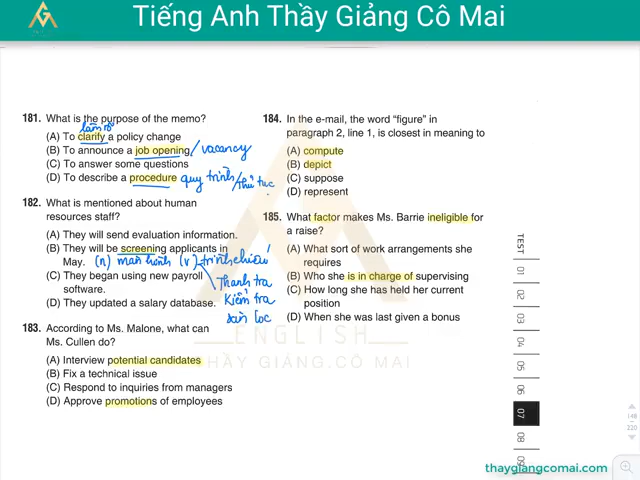 Tiếng Anh Thầy Giảng Cô Mai
181. What is the purpose of the memo?
làm rõ
(A) To clarify a policy change
(B) To announce a job opening / vacancy
(C) To answer some questions
(D) To describe a procedure quy trình / thủ tục
182. What is mentioned about human
resources staff?
(A) They will send evaluation information.
(B) They will be screening applicants in
May. (n) màn hình (v) trình chiếu
(C) They began using new payroll
software.
Thanh tra
(D) They updated a salary database.
Kiểm tra
sàn lọc
183. According to Ms. Malone, what can
Ms. Cullen do?
(A) Interview potential candidates
(B) Fix a technical issue
(C) Respond to inquiries from managers
(D) Approve promotions of employees
184. In the e-mail, the word “figure” in
paragraph 2, line 1, is closest in meaning to
(A) compute
(B) depict
(C) suppose
(D) represent
185. What factor makes Ms. Barrie ineligible for
a raise?
(A) What sort of work arrangements she
requires
(B) Who she is in charge of supervising
(C) How long she has held her current
position
(D) When she was last given a bonus
ENGLISH
THẦY GIẢNG.CÔ MAI
TEST
01
02
03
04
05
06
07
08
09
148
220
thaygiangcomai.com